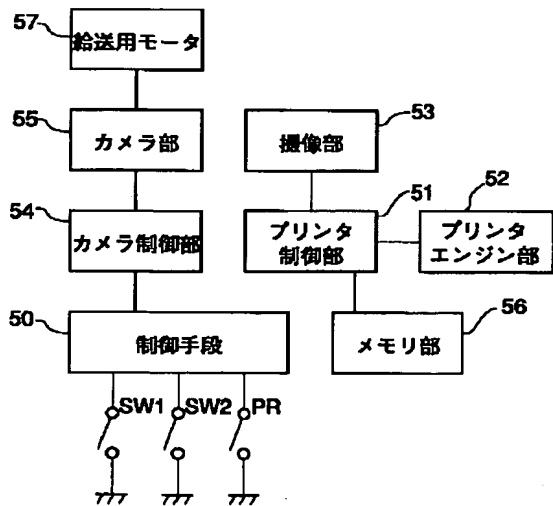 57
給送用モータ
55
カメラ部
53
撮像部
54
カメラ制御部
51
プリンタ
制御部
52
プリンタ
エンジン部
50
制御手段
メモリ部
56
SW1
SW2
PR